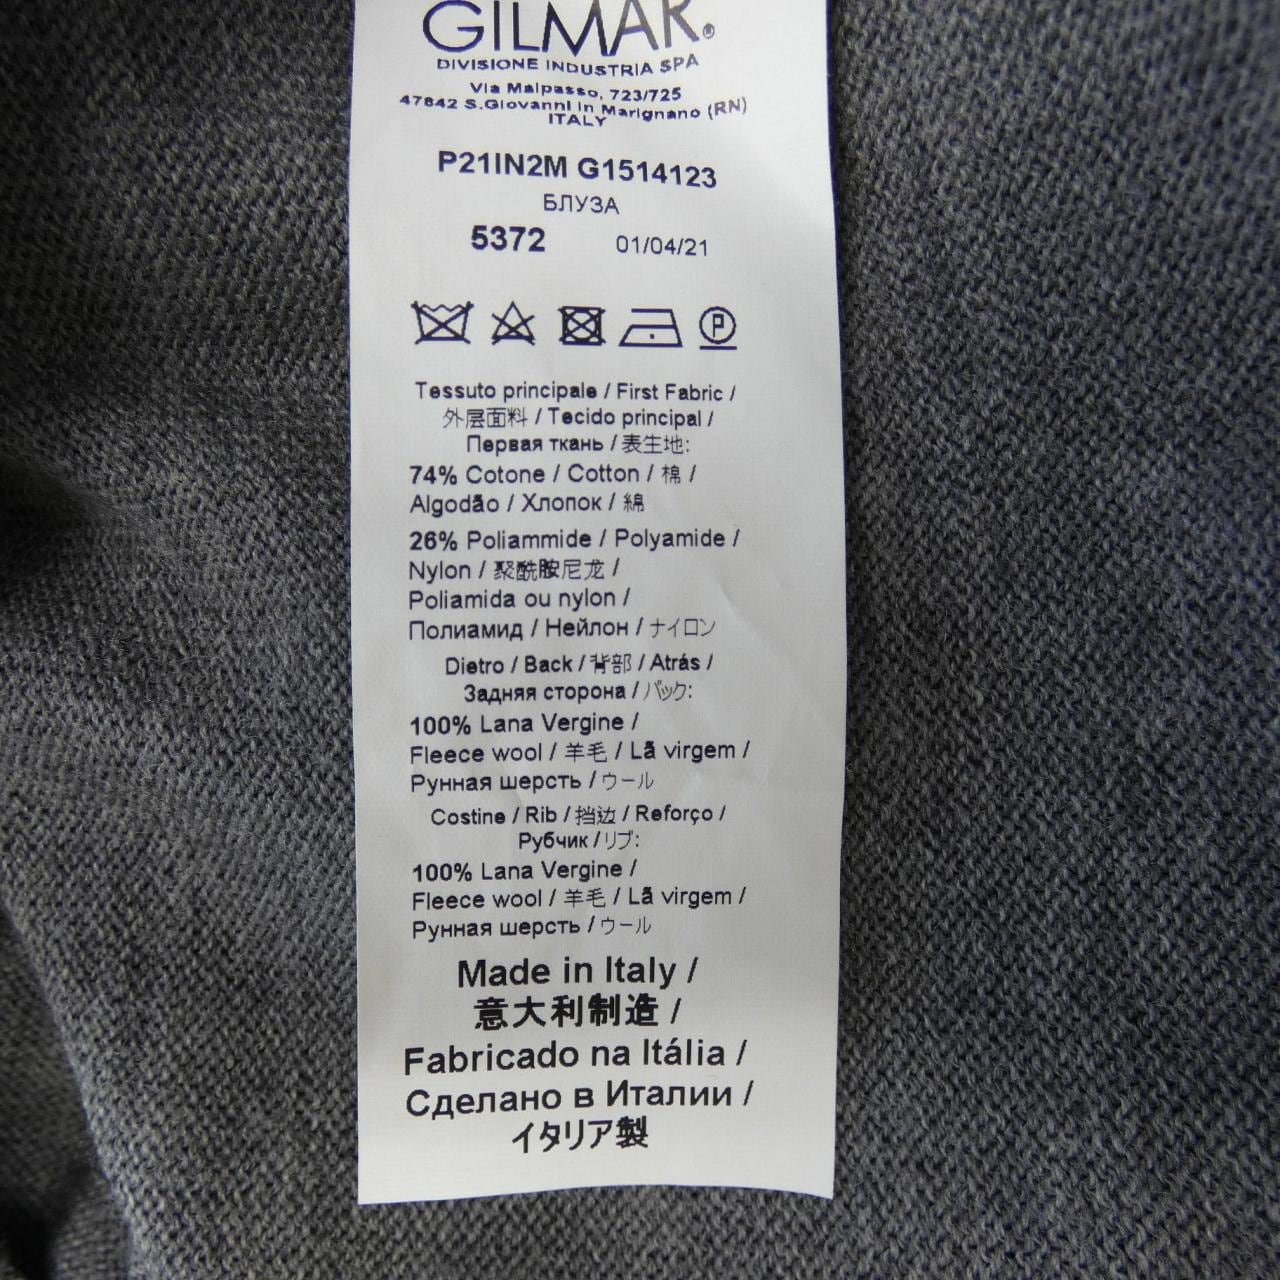 GILMAR®
DIVISIONE INDUSTRIA SPA
Via Malpasso, 723/725
47842 S.Giovanni in Marignano (RN)
ITALY
P21IN2M G1514123
БЛУЗА
5372 01/04/21
Tessuto principale / First Fabric /
外层面料 / Tecido principal /
Первая ткань / 表生地:
74% Cotone / Cotton / 棉 /
Algodão / Хлопок / 綿
26% Poliammide / Polyamide /
Nylon / 聚酰胺尼龙 /
Poliamida ou nylon /
Полиамид / Нейлон / ナイロン
Dietro / Back / 背部 / Atrás /
Задняя сторона / バック:
100% Lana Vergine /
Fleece wool / 羊毛 / Lã virgem /
Рунная шерсть / ウール
Costine / Rib / 挡边 / Reforço /
Рубчик / リブ:
100% Lana Vergine /
Fleece wool / 羊毛 / Lã virgem /
Рунная шерсть / ウール
Made in Italy /
意大利制造 /
Fabricado na Itália /
Сделано в Италии /
イタリア製